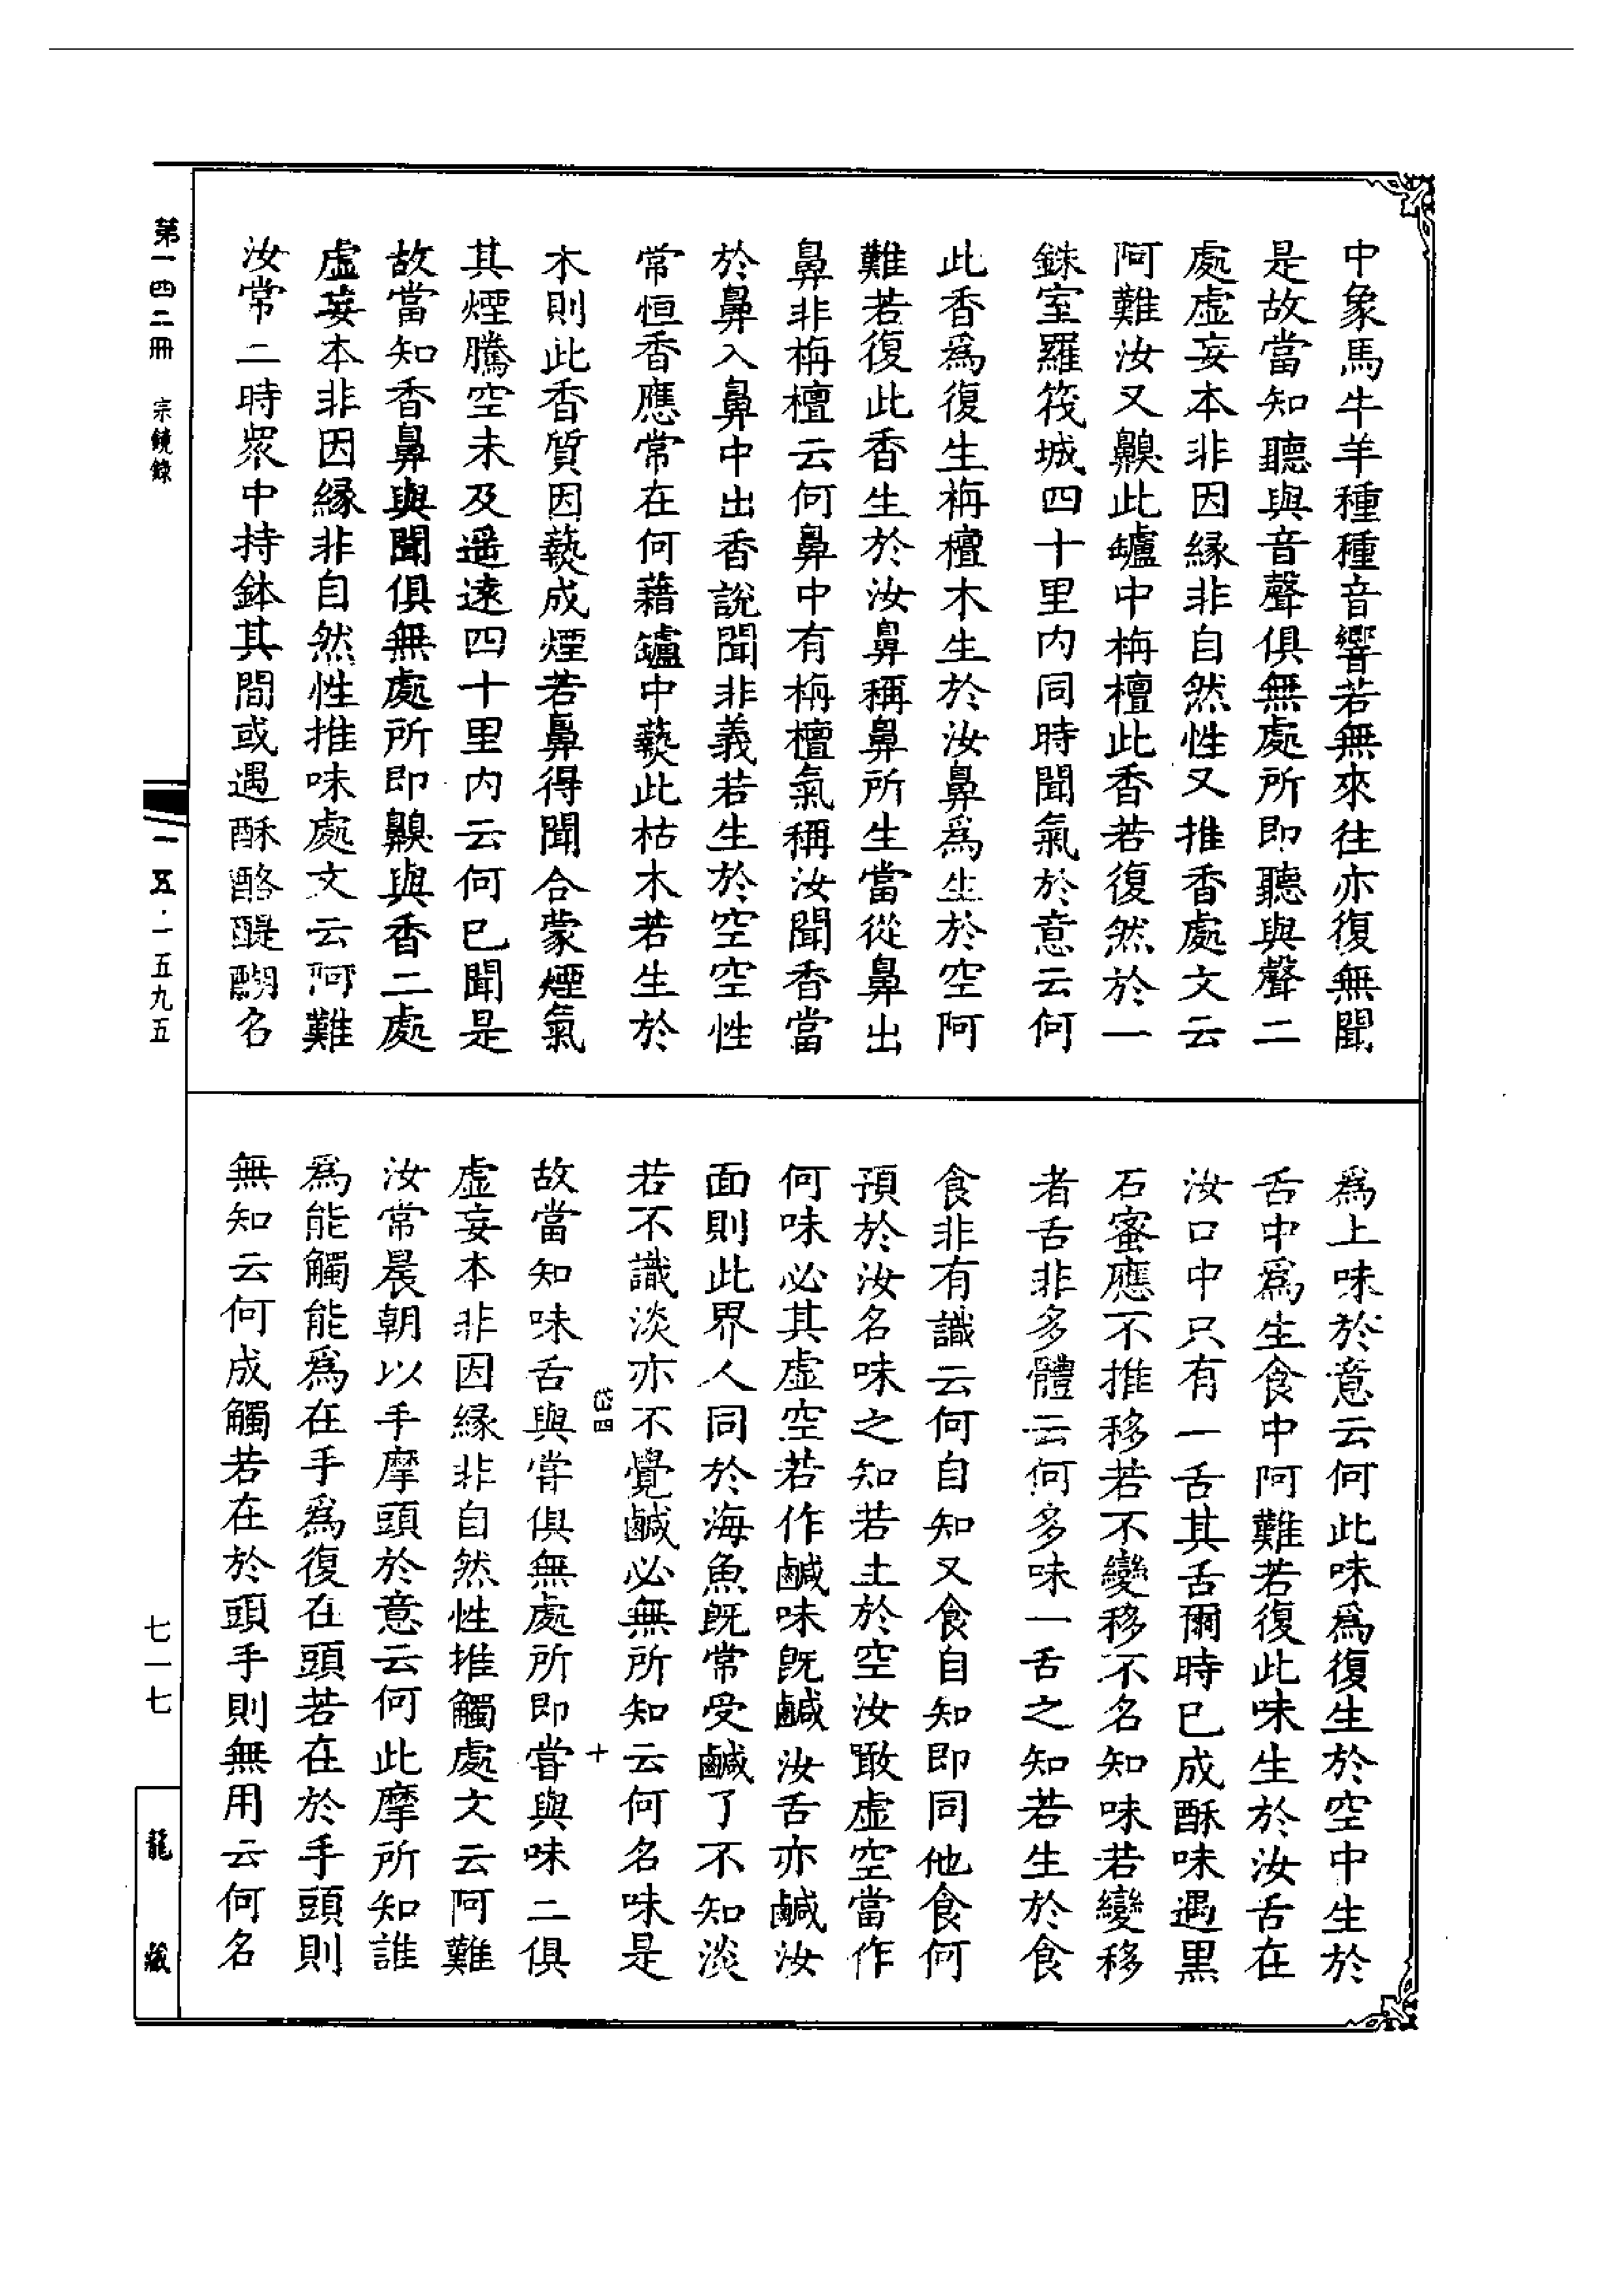 中象馬牛羊種種音響若無來往亦復無聞
是故當知聽與音聲俱無處所即聽與聲二
處虛妄本非因緣非自然性又推香處文云
阿難汝又齅此鑪中栴檀此香若復然於一
銖室羅筏城四十里內同時聞氣於意云何
此香為復生栴檀木生於汝鼻為生於空阿
難若復此香生於汝鼻稱鼻所生當從鼻出
鼻非栴檀云何鼻中有栴檀氣稱汝聞香當
於鼻入鼻中出香說聞非義若生於空空性
常恒香應常在何藉鑪中爇此枯木若生於
木則此香質因爇成煙若鼻得聞合蒙煙氣
其煙騰空未及遥遠四十里內云何已聞是
故當知香鼻與聞俱無處所即齅與香二處
虛妄本非因緣非自然性推味處文云阿難
汝常二時衆中持鉢其間或遇酥酪醍醐名
為上味於意云何此味為復生於空中生於
舌中為生食中阿難若復此味生於汝舌在
汝口中只有一舌其舌爾時已成酥味遇黑
石蜜應不推移若不變移不名知味若變移
者舌非多體云何多味一舌之知若生於食
食非有識云何自知又食自知即同他食何
預於汝名味之知若土於空汝噉虛空當作
何味必其虛空若作鹹味既鹹汝舌亦鹹汝
面則此界人同於海魚既常受鹹了不知淡
若不識淡亦不覺鹹必無所知云何名味是
岱四 十
故當知味舌與嘗俱無處所即嘗與味二俱
虛妄本非因緣非自然性推觸處文云阿難
汝常晨朝以手摩頭於意云何此摩所知誰
為能觸能為在手為復在頭若在於手頭則
無知云何成觸若在於頭手則無用云何名
第一四二冊 宗鏡錄
一五·一五九五
七一七
龍藏